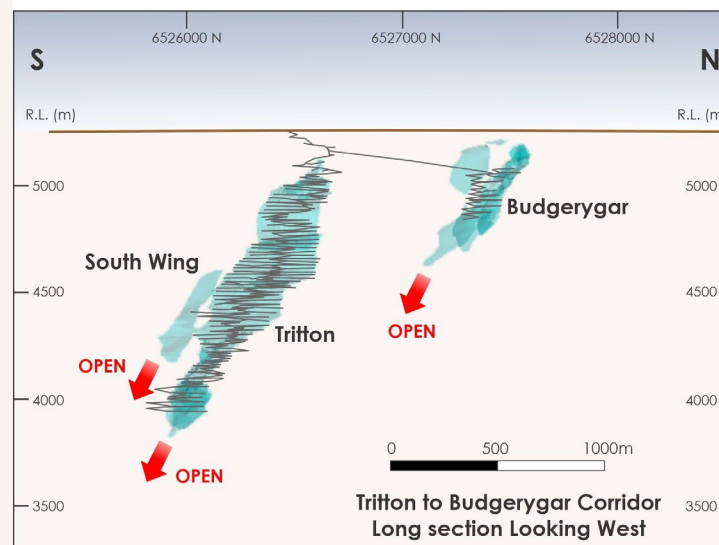 6526000 N
6527000 N
6528000 N
S
N
R.L. (m)
R.L. (m
5000
5000
Budgerygar
South Wing
4500
4500
OPEN
Tritton
OPEN
4000
4000
0 500 1000m
OPEN
3500
3500
Tritton to Budgerygar Corridor
Long section Looking West